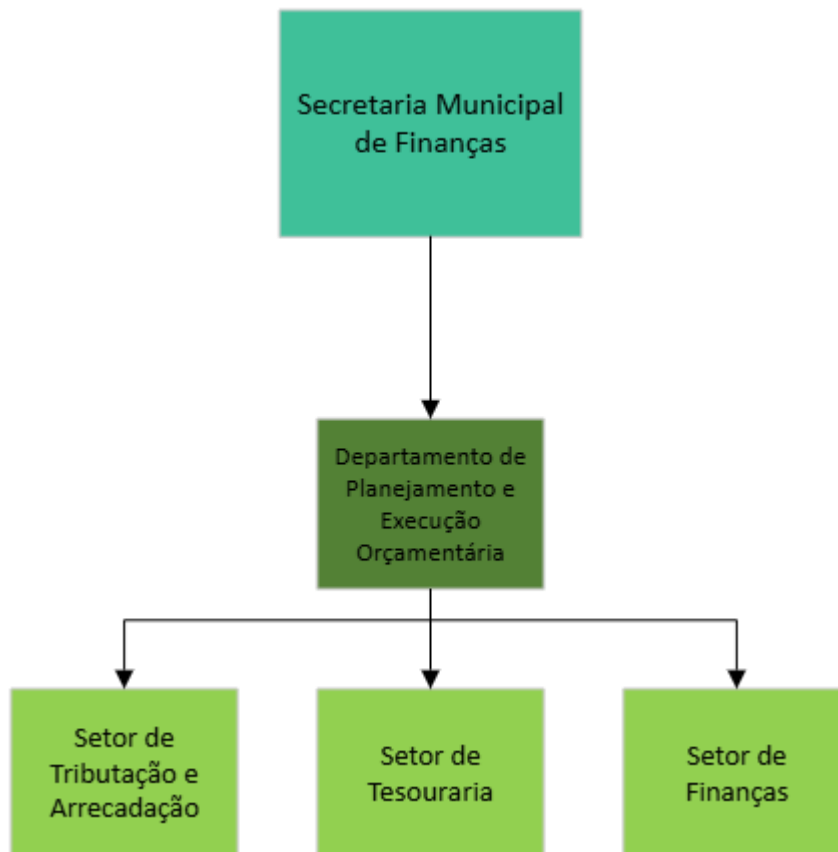 Secretaria Municipal
de Finanças
Departamento de
Planejamento e
Execução
Orçamentária
Setor de
Tributação e
Arrecadação
Setor de
Tesouraria
Setor de
Finanças